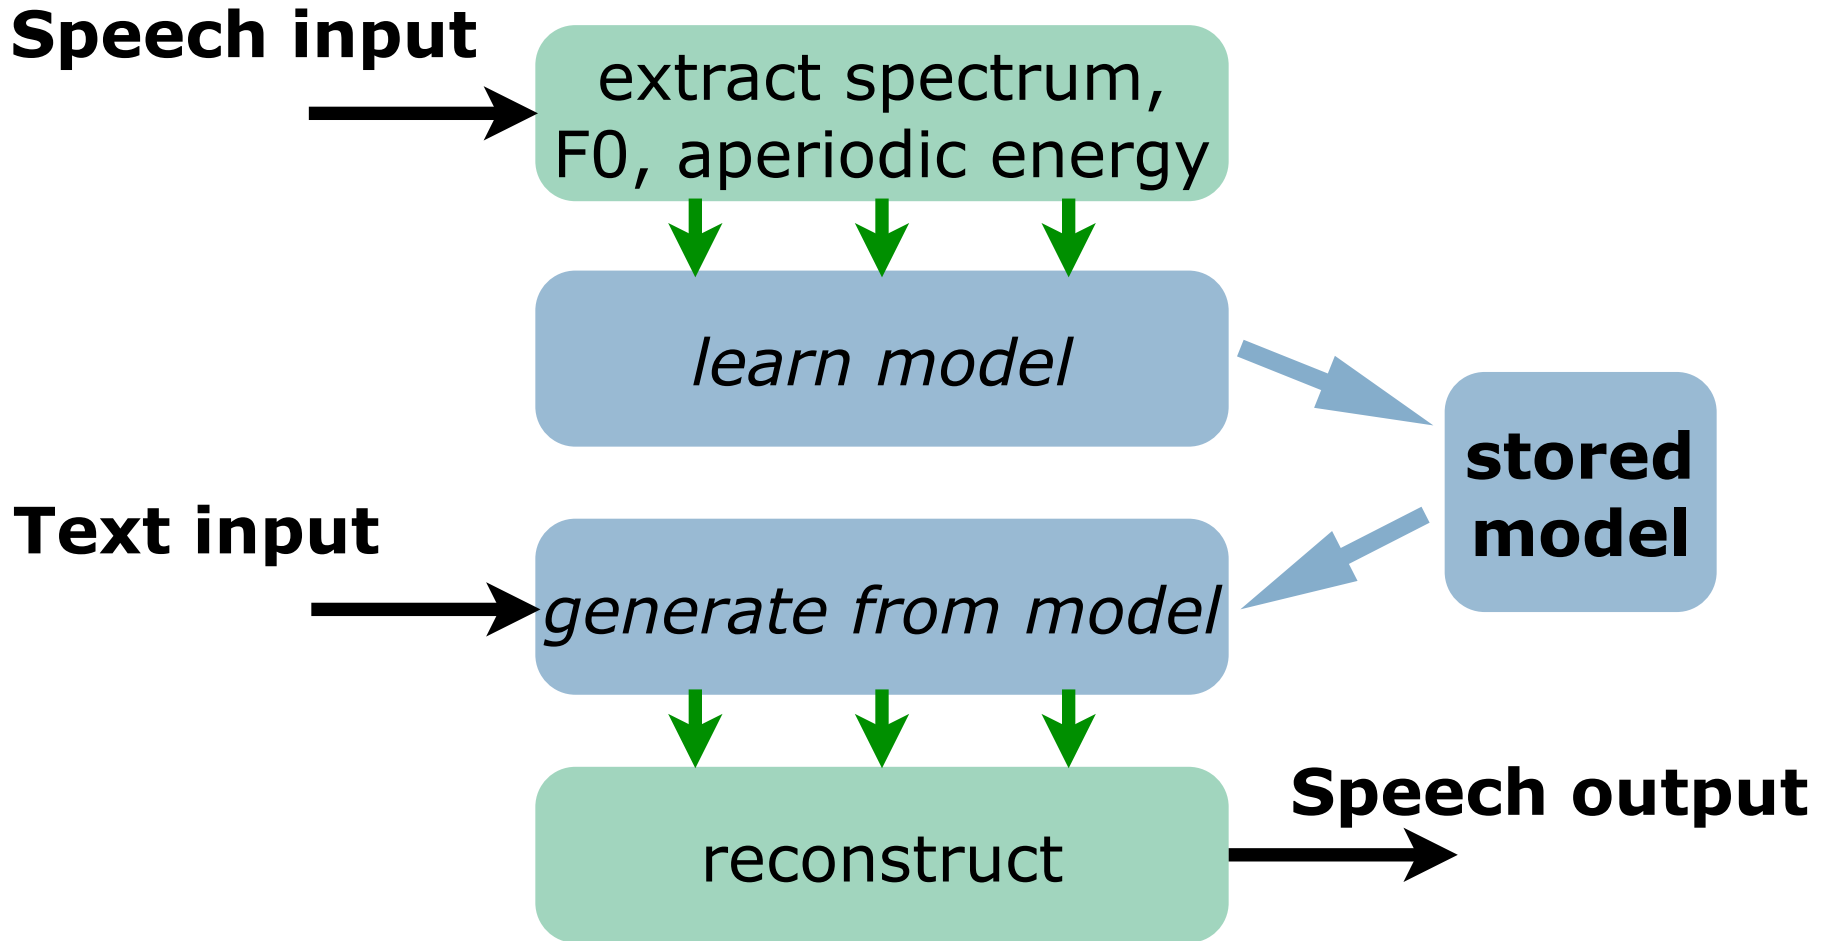 Speech input
extract spectrum,
F0, aperiodic energy
learn model
stored
model
Text input
generate from model
Speech output
reconstruct